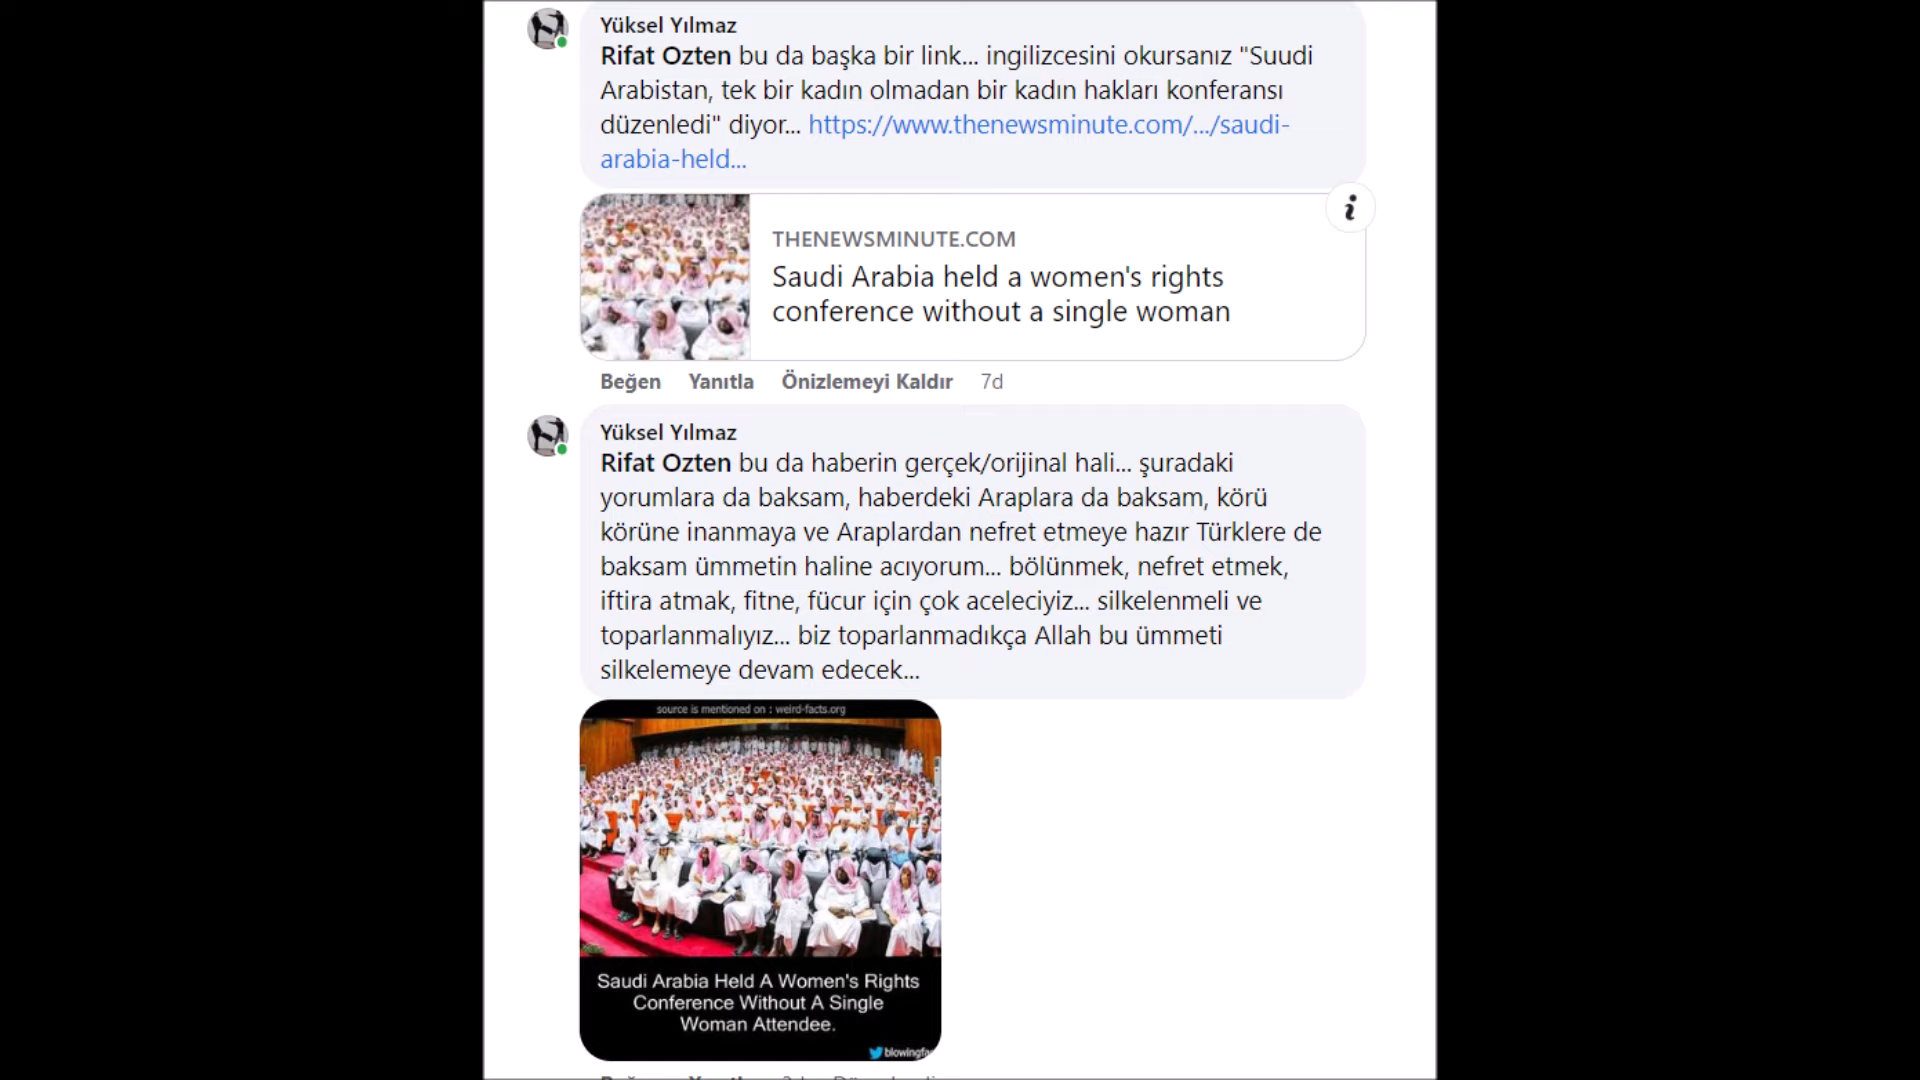 Yüksel Yılmaz
Rifat Ozten bu da başka bir link... ingilizcesini okursanız "Suudi
Arabistan, tek bir kadın olmadan bir kadın hakları konferansı
düzenledi" diyor... https://www.thenewsminute.com/.../saudi-
arabia-held...
THENEWSMINUTE.COM
Saudi Arabia held a women's rights
conference without a single woman
Beğen Yanıtla Önizlemeyi Kaldır 7d
Yüksel Yılmaz
Rifat Ozten bu da haberin gerçek/orijinal hali... şuradaki
yorumlara da baksam, haberdeki Araplara da baksam, körü
körüne inanmaya ve Araplardan nefret etmeye hazır Türklere de
baksam ümmetin haline acıyorum... bölünmek, nefret etmek,
iftira atmak, fitne, fücur için çok aceleciyiz... silkelenmeli ve
toparlanmalıyız... biz toparlanmadıkça Allah bu ümmeti
silkelemeye devam edecek...
source is mentioned on : weird-facts.org
Saudi Arabia Held A Women's Rights
Conference Without A Single
Woman Attendee.